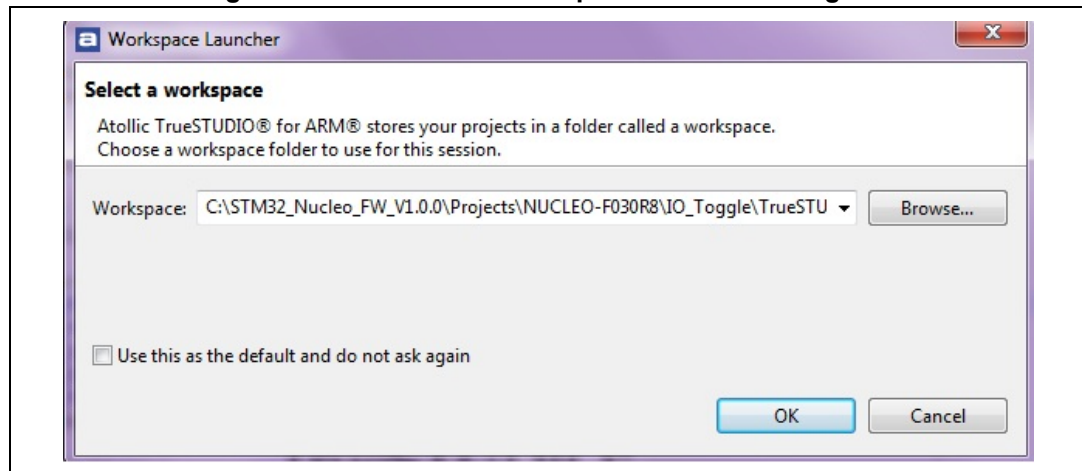 Workspace Launcher
Select a workspace
Atollic TrueSTUDIO® for ARM® stores your projects in a folder called a workspace.
Choose a workspace folder to use for this session.
Workspace: C:\STM32_Nucleo_FW_V1.0.0\Projects\NUCLEO-F030R8\IO_Toggle\TrueSTU Browse...
Use this as the default and do not ask again
OK Cancel